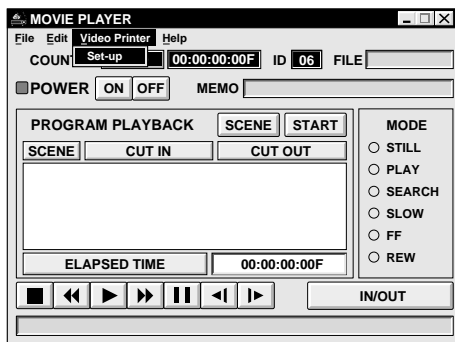 MOVIE PLAYER
File Edit Video Printer Help
Set-up
COUN 00:00:00:00F ID 06 FILE
POWER ON OFF MEMO
PROGRAM PLAYBACK SCENE START
SCENE CUT IN CUT OUT
ELAPSED TIME 00:00:00:00F
MODE
STILL
PLAY
SEARCH
SLOW
FF
REW
IN/OUT